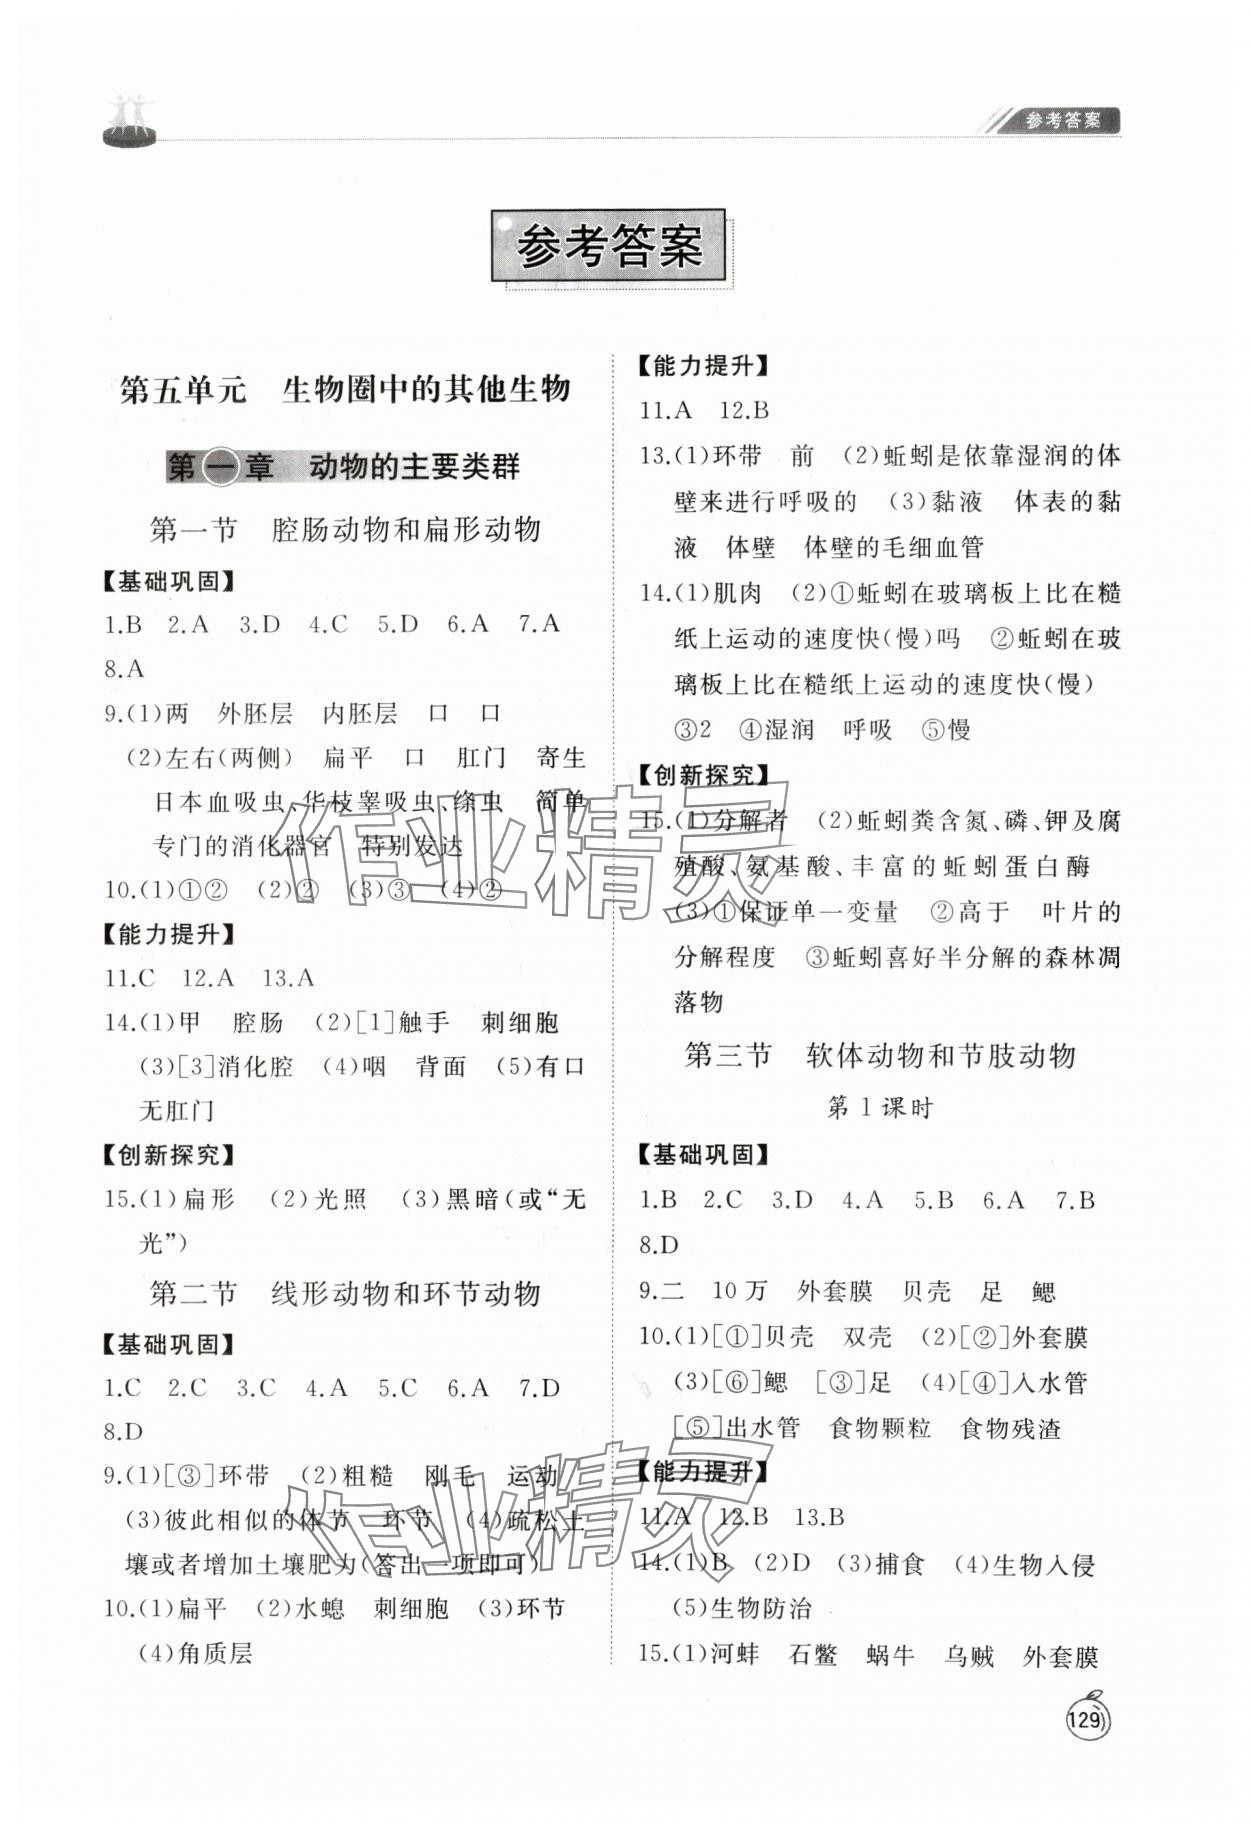 参考答案
参考答案
第五单元　生物圈中的其他生物
第一章　动物的主要类群
第一节　腔肠动物和扁形动物
【基础巩固】
1.B　2.A　3.D　4.C　5.D　6.A　7.A
8.A
9.(1)两　外胚层　内胚层　口　口
(2)左右(两侧)　扁平　口　肛门　寄生
日本血吸虫、华枝睾吸虫、绦虫　简单
专门的消化器官　特别发达
10.(1)①②　(2)②　(3)③　(4)②
【能力提升】
11.C　12.A　13.A
14.(1)甲　腔肠　(2)[1]触手　刺细胞
(3)[3]消化腔　(4)咽　背面　(5)有口
无肛门
【创新探究】
15.(1)扁形　(2)光照　(3)黑暗(或“无
光”)
第二节　线形动物和环节动物
【基础巩固】
1.C　2.C　3.C　4.A　5.C　6.A　7.D
8.D
9.(1)[③]环带　(2)粗糙　刚毛　运动
(3)彼此相似的体节　环节　(4)疏松土
壤或者增加土壤肥力(答出一项即可)
10.(1)扁平　(2)水螅　刺细胞　(3)环节
(4)角质层
【能力提升】
11.A　12.B
13.(1)环带　前　(2)蚯蚓是依靠湿润的体
壁来进行呼吸的　(3)黏液　体表的黏
液　体壁　体壁的毛细血管
14.(1)肌肉　(2)①蚯蚓在玻璃板上比在糙
纸上运动的速度快(慢)吗　②蚯蚓在玻
璃板上比在糙纸上运动的速度快(慢)
③2　④湿润　呼吸　⑤慢
【创新探究】
15.(1)分解者　(2)蚯蚓粪含氮、磷、钾及腐
殖酸、氨基酸、丰富的蚯蚓蛋白酶
(3)①保证单一变量　②高于　叶片的
分解程度　③蚯蚓喜好半分解的森林凋
落物
第三节　软体动物和节肢动物
第1课时
【基础巩固】
1.B　2.C　3.D　4.A　5.B　6.A　7.B
8.D
9.二　10万　外套膜　贝壳　足　鳃
10.(1)[①]贝壳　双壳　(2)[②]外套膜
(3)[⑥]鳃　[③]足　(4)[④]入水管
[⑤]出水管　食物颗粒　食物残渣
【能力提升】
11.A　12.B　13.B
14.(1)B　(2)D　(3)捕食　(4)生物入侵
(5)生物防治
15.(1)河蚌　石鳖　蜗牛　乌贼　外套膜
129
作业精灵
作业精灵